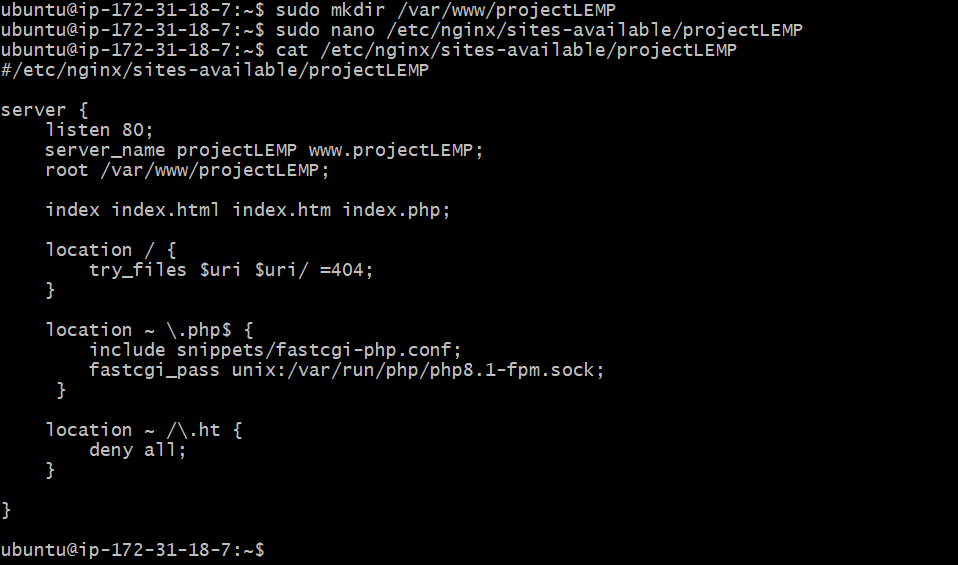 ubuntu@ip-172-31-18-7:~$ sudo mkdir /var/www/projectLEMP
ubuntu@ip-172-31-18-7:~$ sudo nano /etc/nginx/sites-available/projectLEMP
ubuntu@ip-172-31-18-7:~$ cat /etc/nginx/sites-available/projectLEMP
#/etc/nginx/sites-available/projectLEMP

server {
    listen 80;
    server_name projectLEMP www.projectLEMP;
    root /var/www/projectLEMP;

    index index.html index.htm index.php;

    location / {
        try_files $uri $uri/ =404;
    }

    location ~ \.php$ {
        include snippets/fastcgi-php.conf;
        fastcgi_pass unix:/var/run/php/php8.1-fpm.sock;
     }

    location ~ /\.ht {
        deny all;
    }

}

ubuntu@ip-172-31-18-7:~$